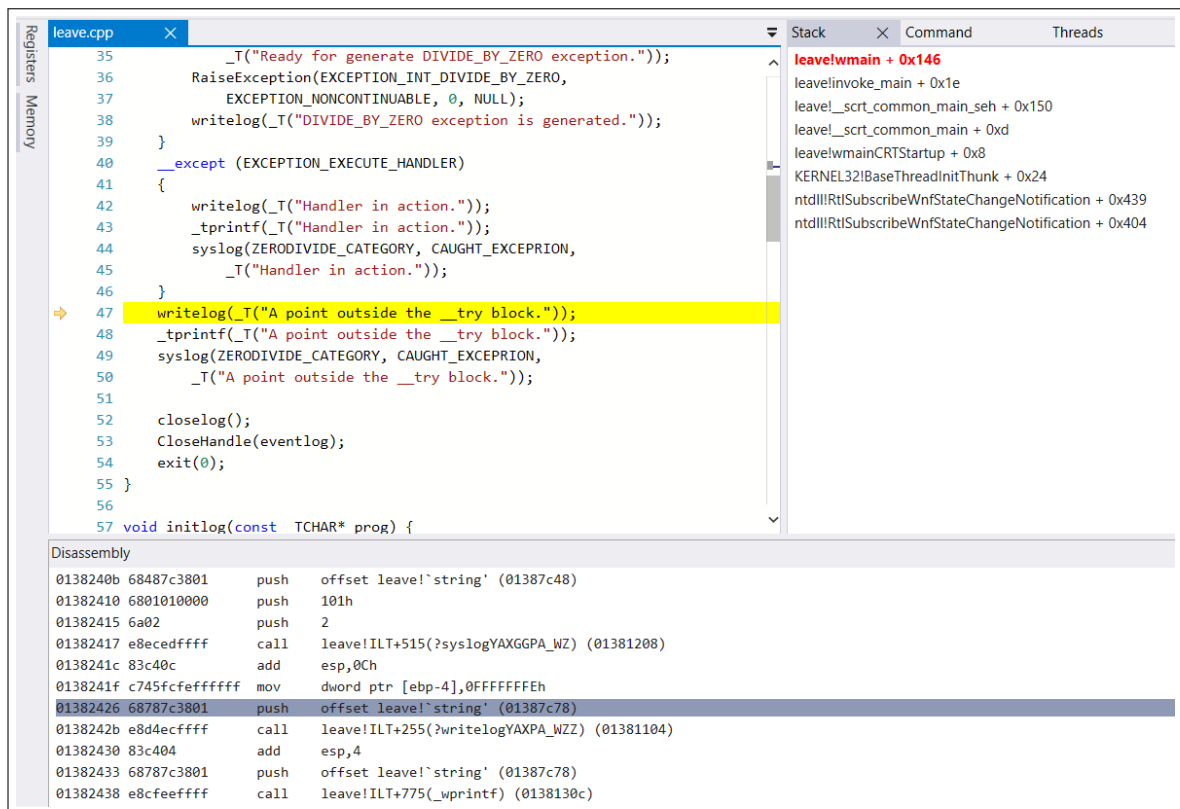 Registers
Memory
leave.cpp
35 _T("Ready for generate DIVIDE_BY_ZERO exception."));
36 RaiseException(EXCEPTION_INT_DIVIDE_BY_ZERO,
37 EXCEPTION_NONCONTINUABLE, 0, NULL);
38 writelog(_T("DIVIDE_BY_ZERO exception is generated."));
39 }
40 __except (EXCEPTION_EXECUTE_HANDLER)
41 {
42 writelog(_T("Handler in action."));
43 _tprintf(_T("Handler in action."));
44 syslog(ZERODIVIDE_CATEGORY, CAUGHT_EXCEPRION,
45 _T("Handler in action."));
46 }
47 writelog(_T("A point outside the __try block."));
48 _tprintf(_T("A point outside the __try block."));
49 syslog(ZERODIVIDE_CATEGORY, CAUGHT_EXCEPRION,
50 _T("A point outside the __try block."));
51
52 closelog();
53 CloseHandle(eventlog);
54 exit(0);
55 }
56
57 void initlog(const _TCHAR* prog) {
Stack Command Threads
leave!wmain + 0x146
leave!invoke_main + 0x1e
leave!__scrt_common_main_seh + 0x150
leave!__scrt_common_main + 0xd
leave!wmainCRTStartup + 0x8
KERNEL32!BaseThreadInitThunk + 0x24
ntdll!RtlSubscribeWnfStateChangeNotification + 0x439
ntdll!RtlSubscribeWnfStateChangeNotification + 0x404
Disassembly
0138240b 68487c3801 push offset leave!`string' (01387c48)
01382410 6801010000 push 101h
01382415 6a02 push 2
01382417 e8ecedffff call leave!ILT+515(?syslogYAXGGPA_WZ) (01381208)
0138241c 83c40c add esp,0Ch
0138241f c745fcfeffffff mov dword ptr [ebp-4],0FFFFFFFEh
01382426 68787c3801 push offset leave!`string' (01387c78)
0138242b e8d4ecffff call leave!ILT+255(?writelogYAXPA_WZZ) (01381104)
01382430 83c404 add esp,4
01382433 68787c3801 push offset leave!`string' (01387c78)
01382438 e8cfeeffff call leave!ILT+775(_wprintf) (0138130c)